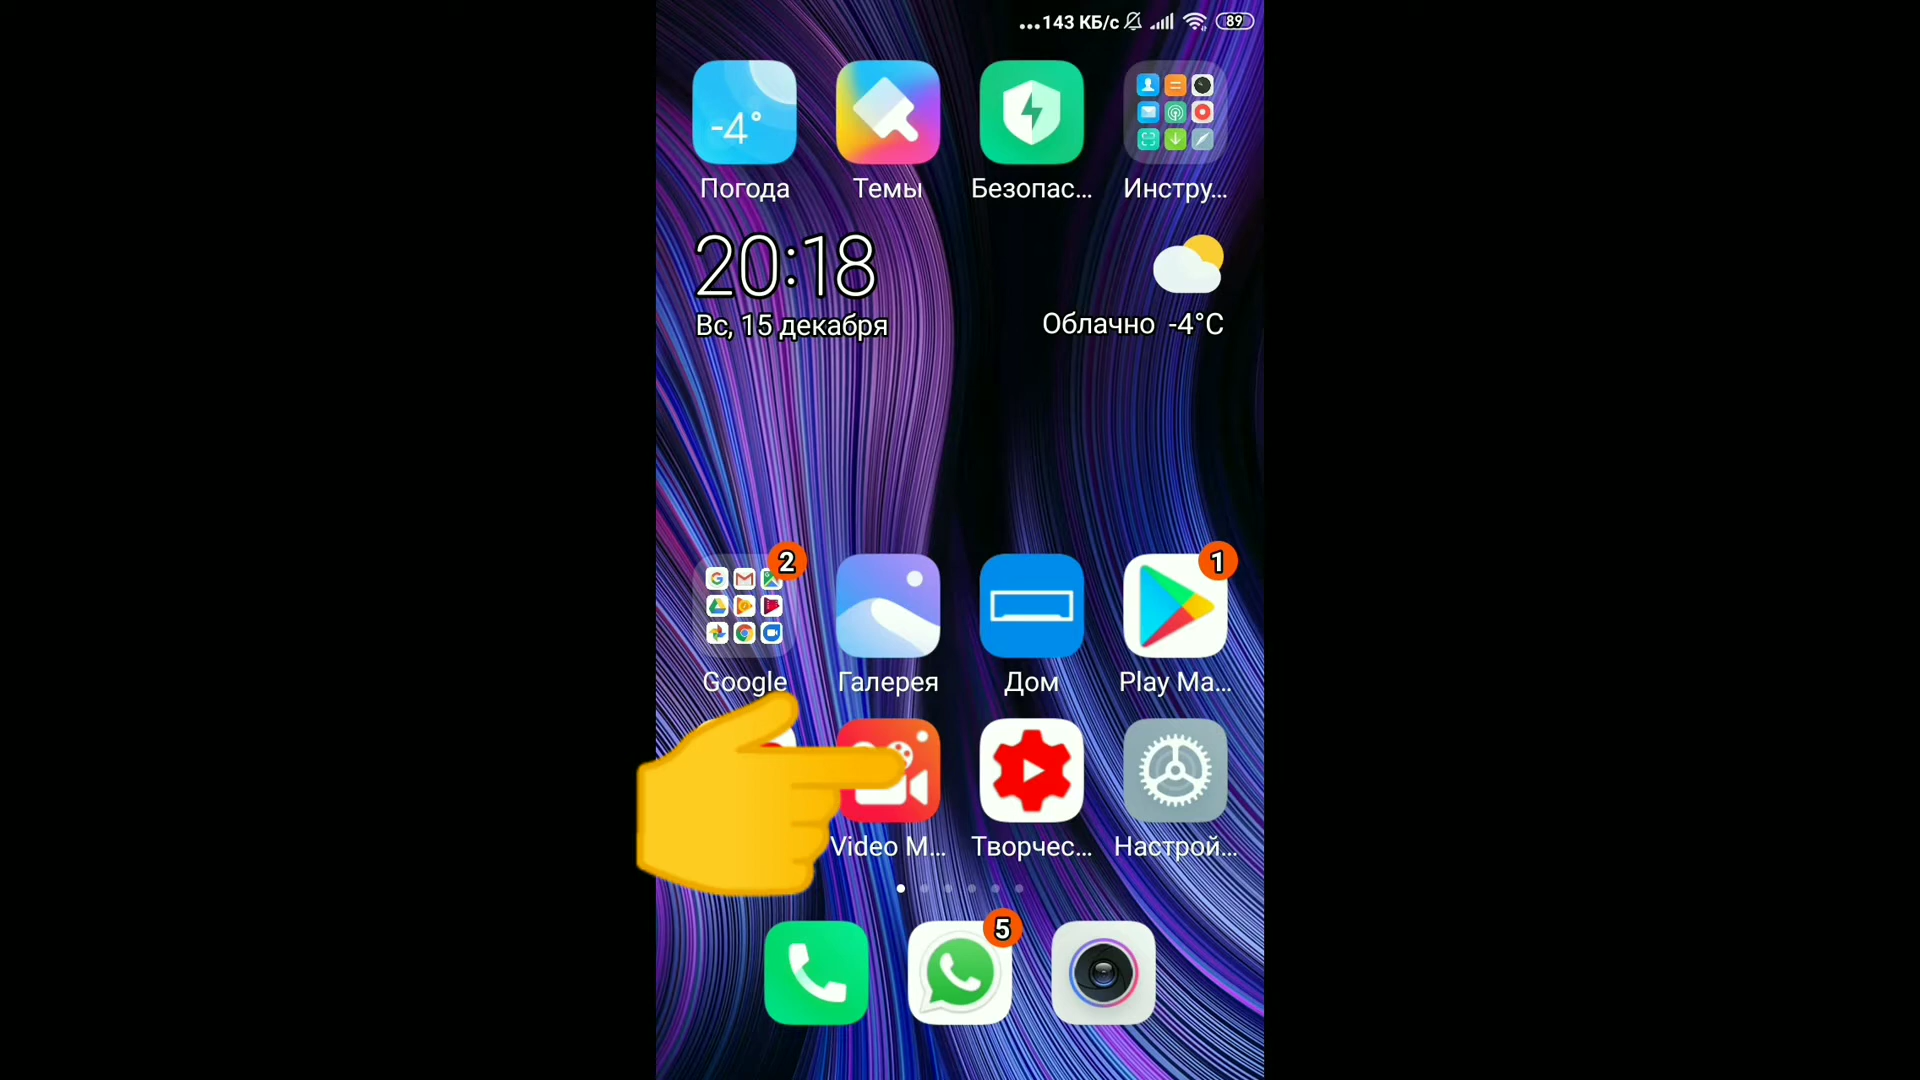 ...143 КБ/с 89
-4°
Погода Темы Безопас... Инстру...
20:18
Вс, 15 декабря
Облачно -4°C
2
1
Google Галерея Дом Play Ма...
Video M... Творчес... Настрой...
5